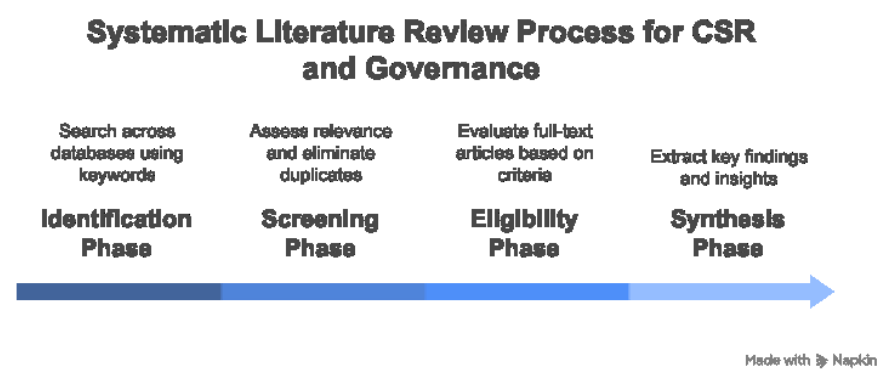 Systematic Literature Review Process for CSR
and Governance
Search across
databases using
keywords
Identification
Phase
Assess relevance
and eliminate
duplicates
Screening
Phase
Evaluate full-text
articles based on
criteria
Eligibility
Phase
Extract key findings
and insights
Synthesis
Phase
Made with Napkin